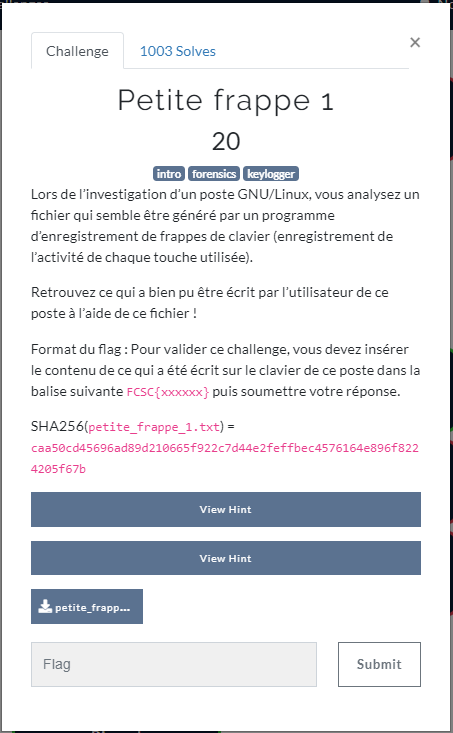 Challenge
1003 Solves
×
Petite frappe 1
20
intro forensics keylogger
Lors de l'investigation d'un poste GNU/Linux, vous analysez un
fichier qui semble être généré par un programme
d'enregistrement de frappes de clavier (enregistrement de
l'activité de chaque touche utilisée).
Retrouvez ce qui a bien pu être écrit par l'utilisateur de ce
poste à l'aide de ce fichier !
Format du flag : Pour valider ce challenge, vous devez insérer
le contenu de ce qui a été écrit sur le clavier de ce poste dans la
balise suivante FCSC{xxxxxx} puis soumettre votre réponse.
SHA256(petite_frappe_1.txt) =
caa50cd45696ad89d210665f922c7d44e2feffbec4576164e896f822
4205f67b
View Hint
View Hint
petite_frapp...
Flag
Submit